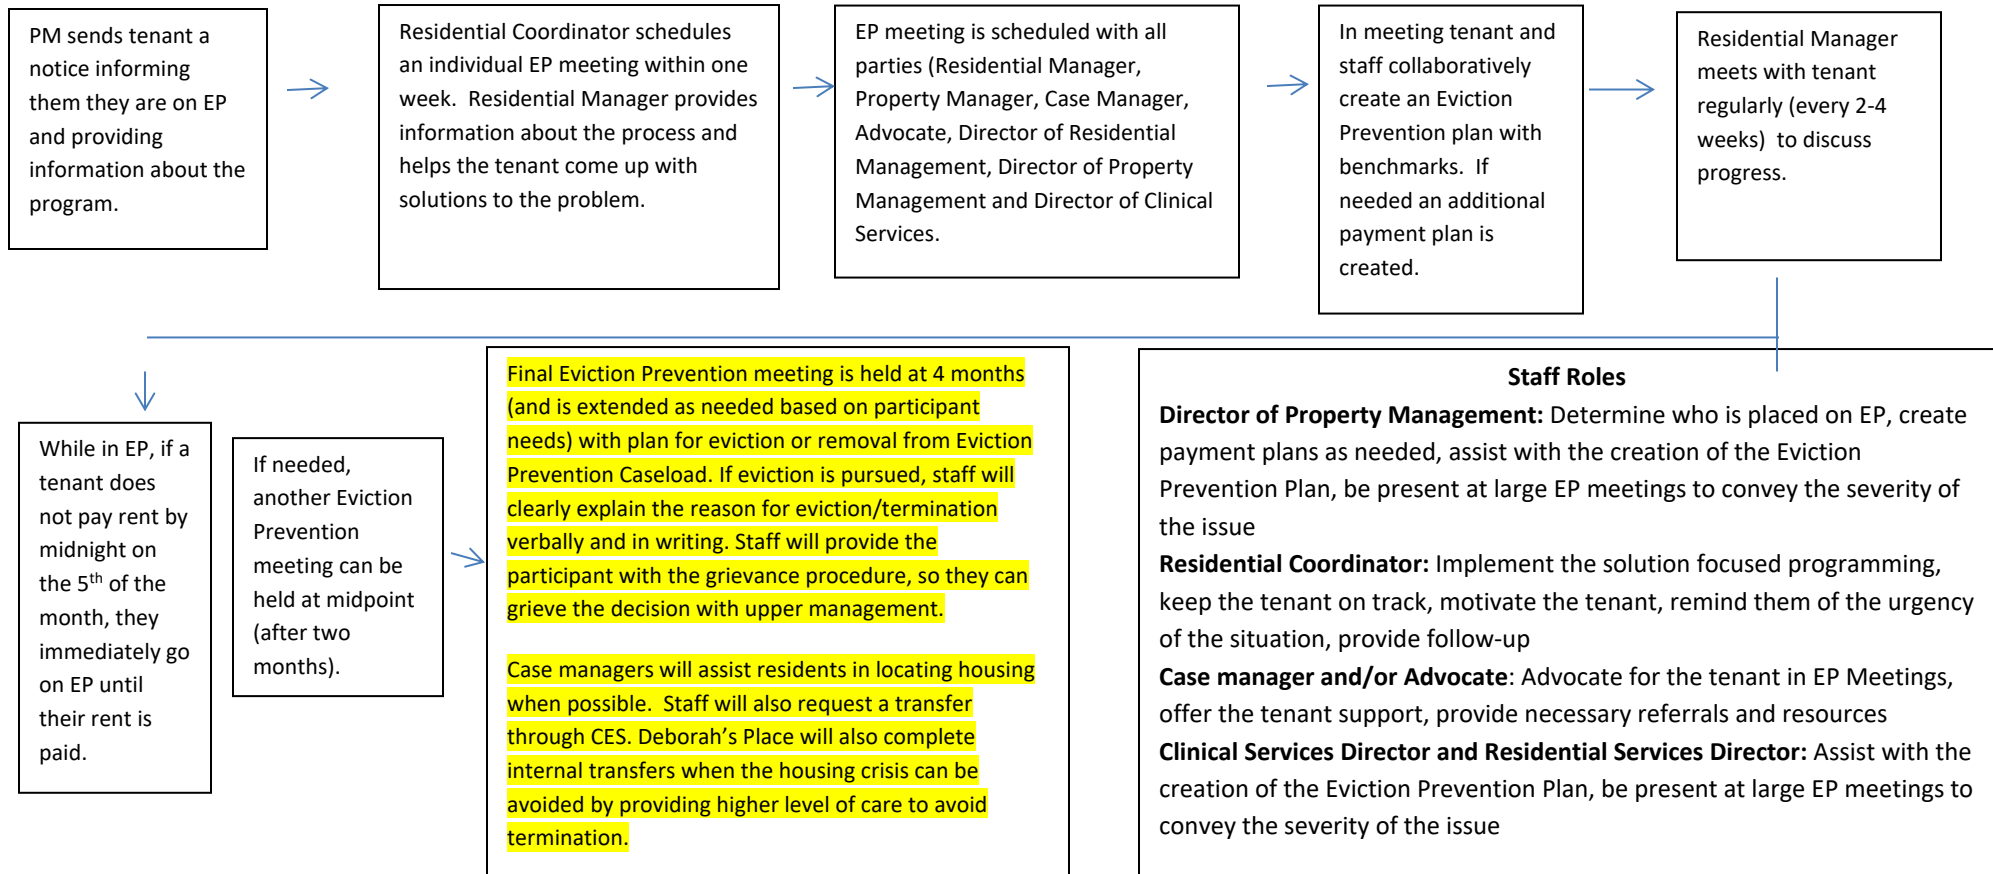 PM sends tenant a
notice informing
them they are on EP
and providing
information about the
program.
Residential Coordinator schedules
an individual EP meeting within one
week.  Residential Manager provides
information about the process and
helps the tenant come up with
solutions to the problem.
EP meeting is scheduled with all
parties (Residential Manager,
Property Manager, Case Manager,
Advocate, Director of Residential
Management, Director of Property
Management and Director of Clinical
Services.
In meeting tenant and
staff collaboratively
create an Eviction
Prevention plan with
benchmarks.  If
needed an additional
payment plan is
created.
Residential Manager
meets with tenant
regularly (every 2-4
weeks)  to discuss
progress.
While in EP, if a
tenant does
not pay rent by
midnight on
the 5th of the
month, they
immediately go
on EP until
their rent is
paid.
If needed,
another Eviction
Prevention
meeting can be
held at midpoint
(after two
months).
Final Eviction Prevention meeting is held at 4 months
(and is extended as needed based on participant
needs) with plan for eviction or removal from Eviction
Prevention Caseload. If eviction is pursued, staff will
clearly explain the reason for eviction/termination
verbally and in writing. Staff will provide the
participant with the grievance procedure, so they can
grieve the decision with upper management.
Case managers will assist residents in locating housing
when possible.  Staff will also request a transfer
through CES. Deborah’s Place will also complete
internal transfers when the housing crisis can be
avoided by providing higher level of care to avoid
termination.
Staff Roles
Director of Property Management: Determine who is placed on EP, create
payment plans as needed, assist with the creation of the Eviction
Prevention Plan, be present at large EP meetings to convey the severity of
the issue
Residential Coordinator: Implement the solution focused programming,
keep the tenant on track, motivate the tenant, remind them of the urgency
of the situation, provide follow-up
Case manager and/or Advocate: Advocate for the tenant in EP Meetings,
offer the tenant support, provide necessary referrals and resources
Clinical Services Director and Residential Services Director: Assist with the
creation of the Eviction Prevention Plan, be present at large EP meetings to
convey the severity of the issue